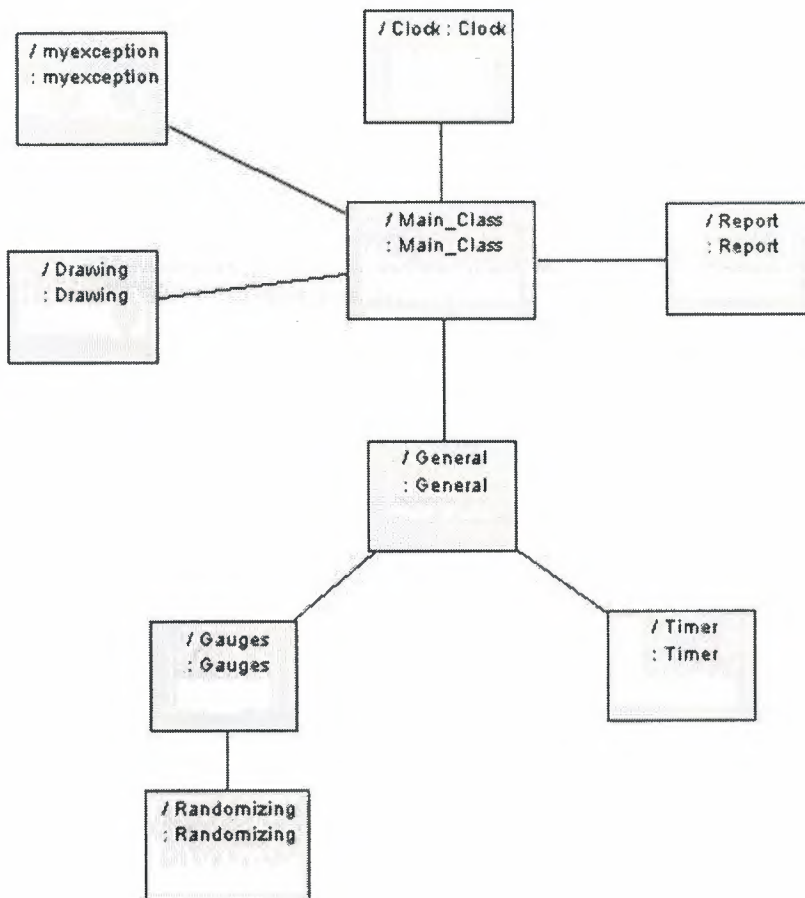 / Clock : Clock
/ myexception
: myexception
/ Main_Class
: Main_Class
/ Report
: Report
/ Drawing
: Drawing
/ General
: General
/ Gauges
: Gauges
/ Timer
: Timer
/ Randomizing
: Randomizing